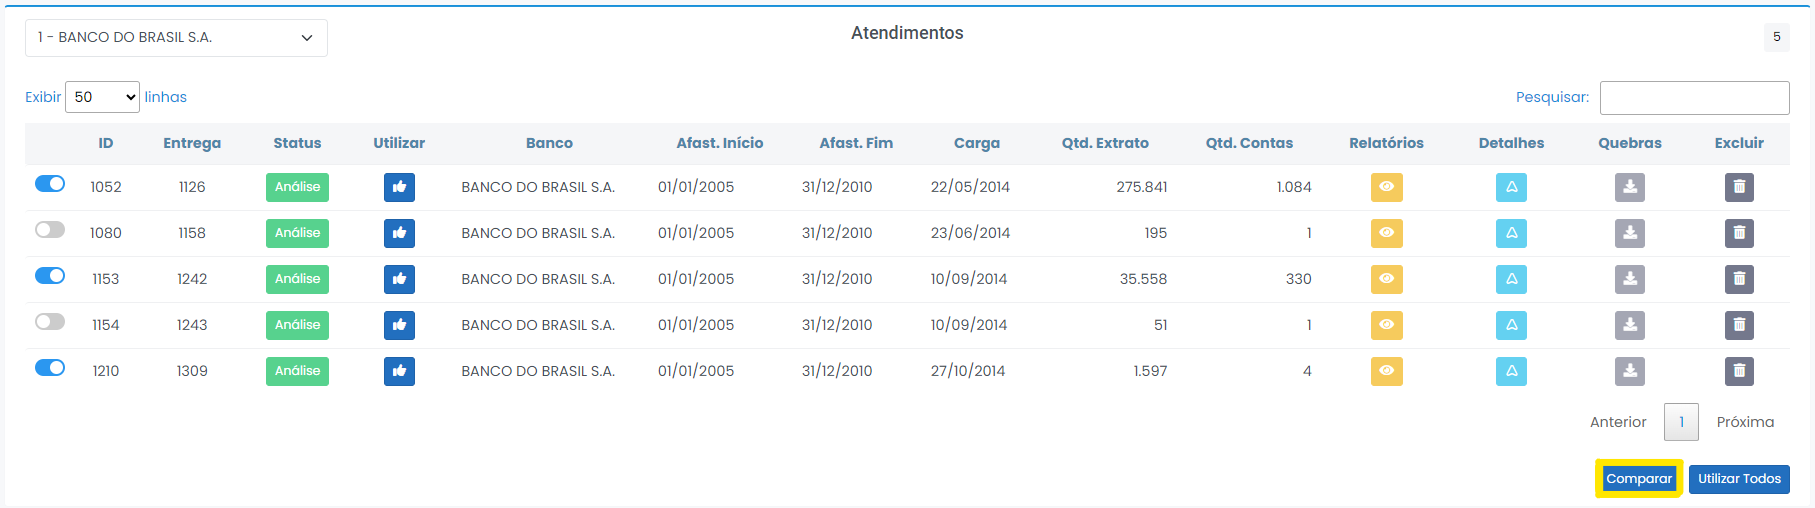 1 - BANCO DO BRASIL S.A. Atendimentos 5
Exibir 50 linhas Pesquisar:
ID Entrega Status Utilizar Banco Afast. Início Afast. Fim Carga Qtd. Extrato Qtd. Contas Relatórios Detalhes Quebras Excluir
1052 1126 Análise BANCO DO BRASIL S.A. 01/01/2005 31/12/2010 22/05/2014 275.841 1.084
1080 1158 Análise BANCO DO BRASIL S.A. 01/01/2005 31/12/2010 23/06/2014 195 1
1153 1242 Análise BANCO DO BRASIL S.A. 01/01/2005 31/12/2010 10/09/2014 35.558 330
1154 1243 Análise BANCO DO BRASIL S.A. 01/01/2005 31/12/2010 10/09/2014 51 1
1210 1309 Análise BANCO DO BRASIL S.A. 01/01/2005 31/12/2010 27/10/2014 1.597 4
Anterior 1 Próxima
Comparar Utilizar Todos